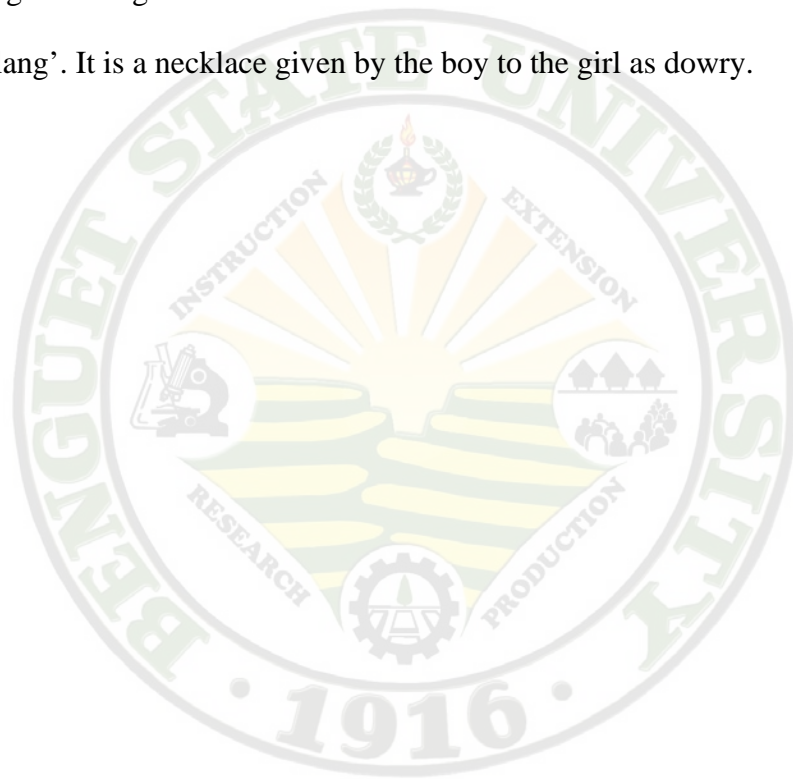 ang’. It is a necklace given by the boy to the girl as dowry.
BENGUET STATE UNIVERSITY
INSTRUCTION
EXTENSION
RESEARCH
PRODUCTION
1916